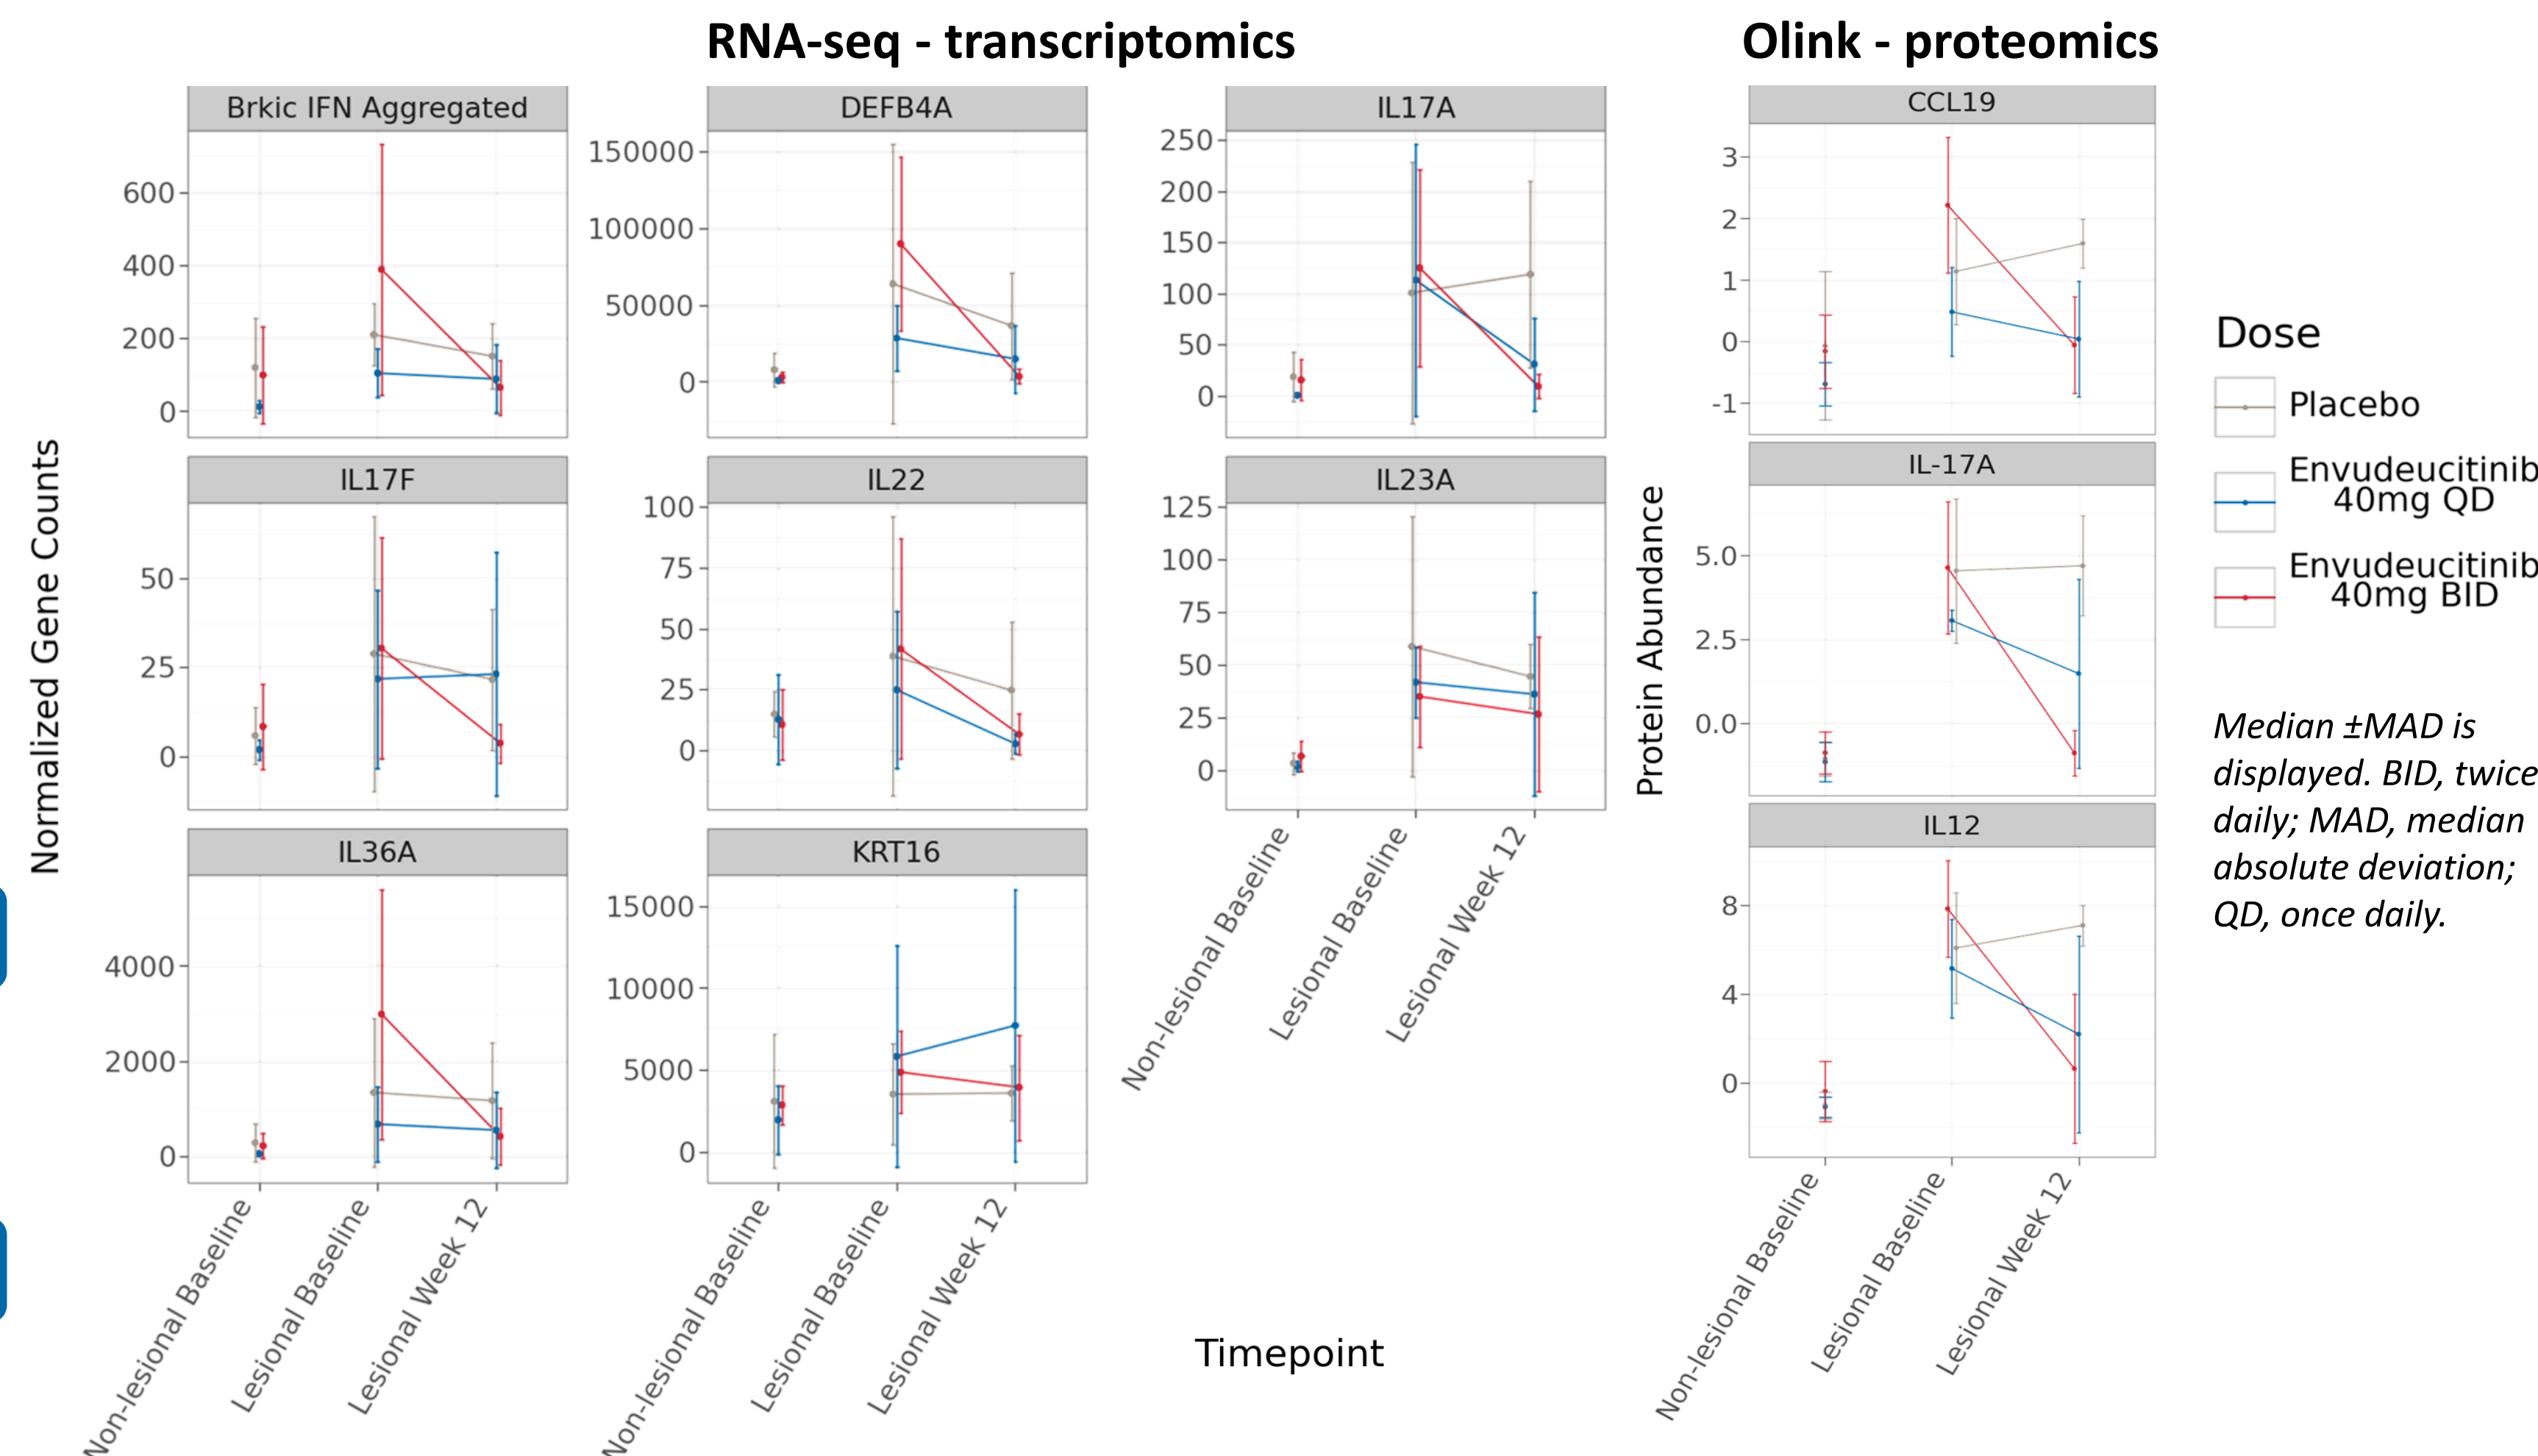 RNA-seq - transcriptomics
Olink - proteomics
Normalized Gene Counts
Brkic IFN Aggregated
600
400
200
0
DEFB4A
150000
100000
50000
0
IL17A
250
200
150
100
50
0
IL17F
50
25
0
IL22
100
75
50
25
0
IL23A
125
100
75
50
25
0
Non-lesional Baseline
Lesional Baseline
Lesional Week 12
IL36A
4000
2000
0
Non-lesional Baseline
Lesional Baseline
Lesional Week 12
KRT16
15000
10000
5000
0
Non-lesional Baseline
Lesional Baseline
Lesional Week 12
Timepoint
Protein Abundance
CCL19
3
2
1
0
-1
IL-17A
5.0
2.5
0.0
IL12
8
4
0
Non-lesional Baseline
Lesional Baseline
Lesional Week 12
Dose
Placebo
Envudeucitinib
40mg QD
Envudeucitinib
40mg BID
Median ±MAD is
displayed. BID, twice
daily; MAD, median
absolute deviation;
QD, once daily.